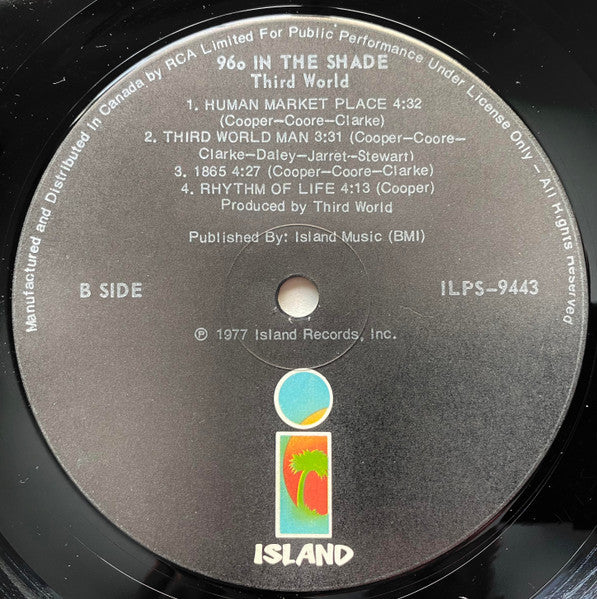 Manufactured and Distributed in Canada by RCA Limited For Public Performance Under License Only – All Rights Reserved
96o IN THE SHADE
Third World
1. HUMAN MARKET PLACE 4:32
(Cooper–Coore–Clarke)
2. THIRD WORLD MAN 3:31 (Cooper–Coore–
Clarke–Daley–Jarret–Stewart)
3. 1865 4:27 (Cooper–Coore–Clarke)
4. RHYTHM OF LIFE 4:13 (Cooper)
Produced by Third World
Published By: Island Music (BMI)
B SIDE
ILPS–9443
℗ 1977 Island Records, Inc.
ISLAND